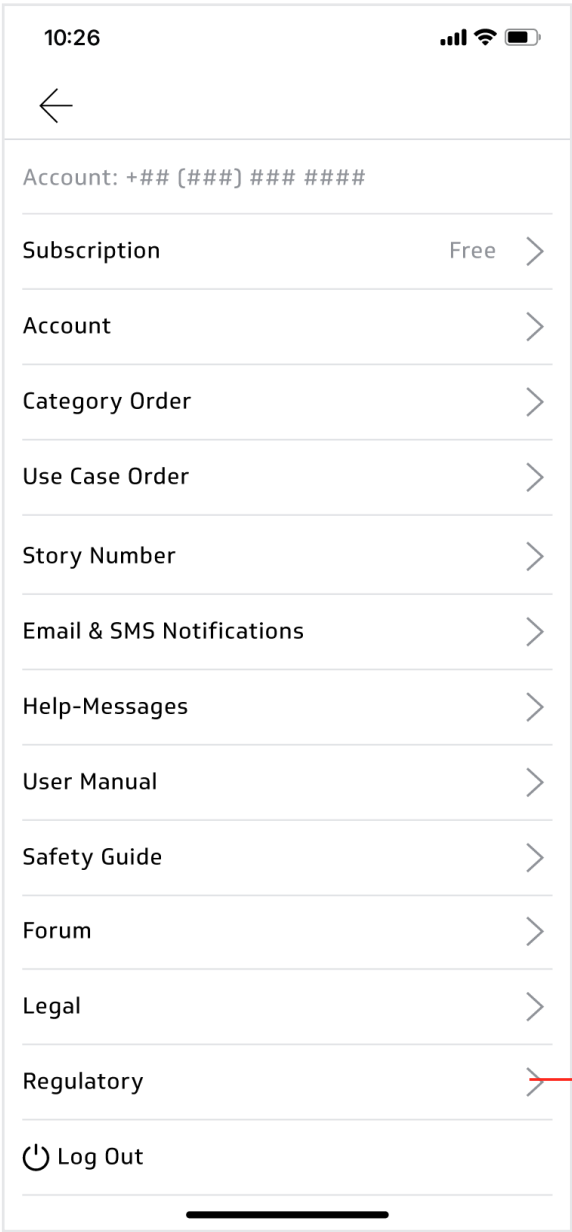 10:26
Account: +## (###) ### ####
Subscription Free
Account
Category Order
Use Case Order
Story Number
Email & SMS Notifications
Help-Messages
User Manual
Safety Guide
Forum
Legal
Regulatory
Log Out